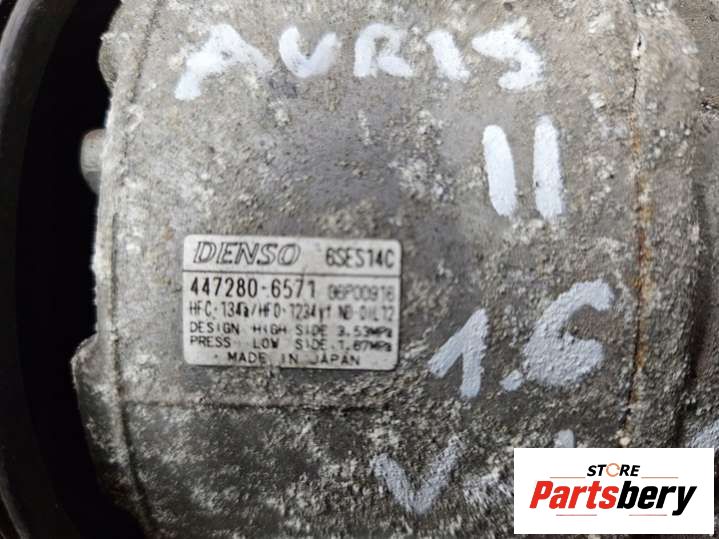 AURIS
II
DENSO 6SES14C
447280-6571 06P00916
HFC-134a/HFO-1234yf ND-OIL12
DESIGN HIGH SIDE 3.53MPa
PRESS LOW SIDE 1.67MPa
MADE IN JAPAN
1.6
STORE
Partsbery